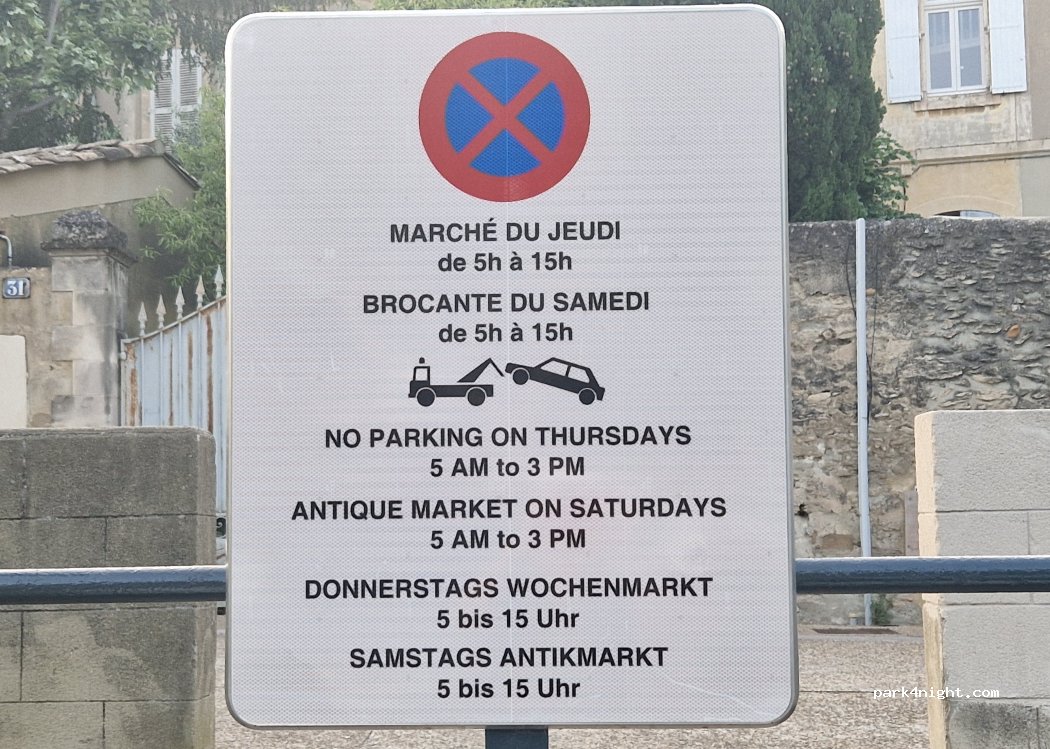 MARCHÉ DU JEUDI
de 5h à 15h
BROCANTE DU SAMEDI
de 5h à 15h
NO PARKING ON THURSDAYS
5 AM to 3 PM
ANTIQUE MARKET ON SATURDAYS
5 AM to 3 PM
DONNERSTAGS WOCHENMARKT
5 bis 15 Uhr
SAMSTAGS ANTIKMARKT
5 bis 15 Uhr
31
park4night.com